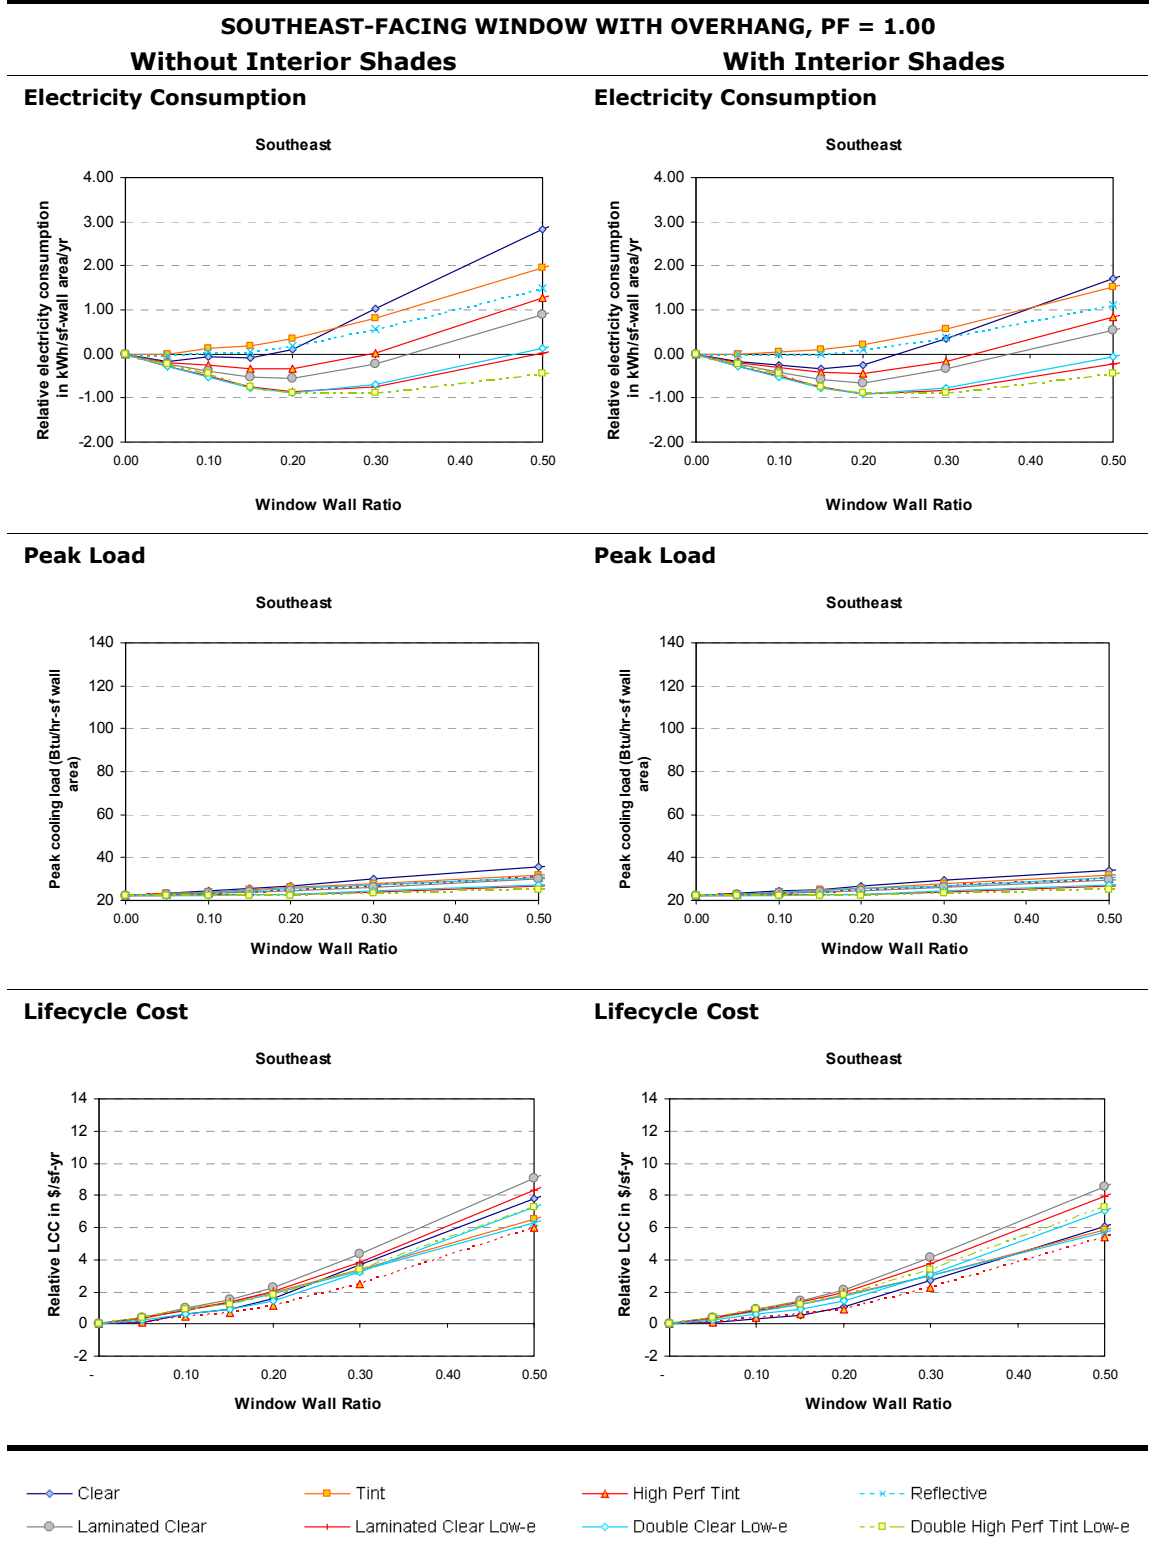 SOUTHEAST-FACING WINDOW WITH OVERHANG, PF = 1.00
Without Interior Shades
With Interior Shades
Electricity Consumption
Electricity Consumption
Southeast
Relative electricity consumption
in kWh/sf-wall area/yr
4.00
3.00
2.00
1.00
0.00
-1.00
-2.00
0.00 0.10 0.20 0.30 0.40 0.50
Window Wall Ratio
Southeast
Relative electricity consumption
in kWh/sf-wall area/yr
4.00
3.00
2.00
1.00
0.00
-1.00
-2.00
0.00 0.10 0.20 0.30 0.40 0.50
Window Wall Ratio
Peak Load
Peak Load
Southeast
Peak cooling load (Btu/hr-sf wall
area)
140
120
100
80
60
40
20
0.00 0.10 0.20 0.30 0.40 0.50
Window Wall Ratio
Southeast
Peak cooling load (Btu/hr-sf wall
area)
140
120
100
80
60
40
20
0.00 0.10 0.20 0.30 0.40 0.50
Window Wall Ratio
Lifecycle Cost
Lifecycle Cost
Southeast
Relative LCC in $/sf-yr
14
12
10
8
6
4
2
0
-2
- 0.10 0.20 0.30 0.40 0.50
Window Wall Ratio
Southeast
Relative LCC in $/sf-yr
14
12
10
8
6
4
2
0
-2
- 0.10 0.20 0.30 0.40 0.50
Window Wall Ratio
Clear Tint High Perf Tint Reflective
Laminated Clear Laminated Clear Low-e Double Clear Low-e Double High Perf Tint Low-e